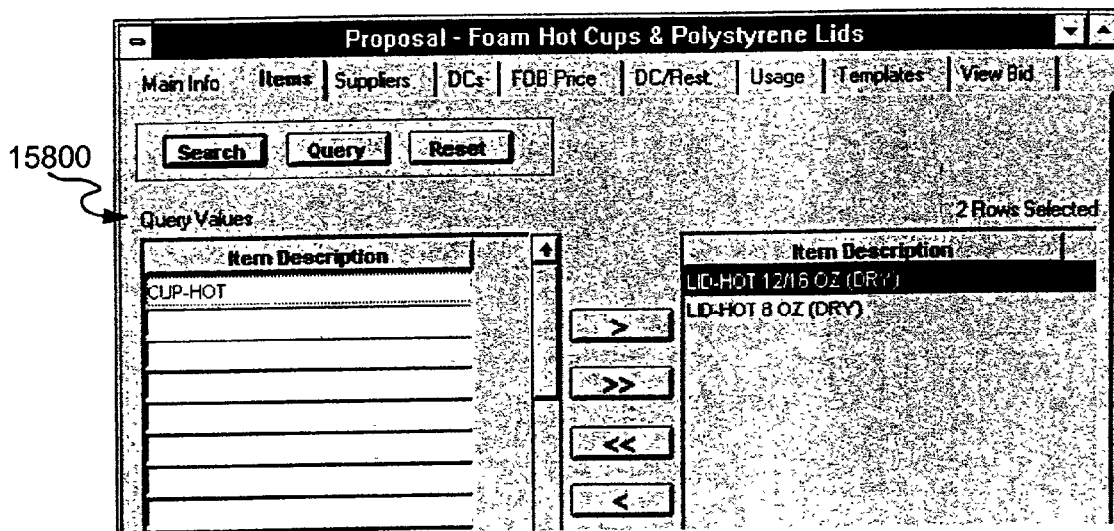 Proposal - Foam Hot Cups & Polystyrene Lids
Main Info Items Suppliers DCs FOB Price DC/Rest. Usage Templates View Bid
Search Query Reset
15800
Query Values
2 Rows Selected
Item Description
Item Description
CUP-HOT
LID-HOT 12/16 OZ (DRY)
LID-HOT 8 OZ (DRY)
>
>>
<<
<